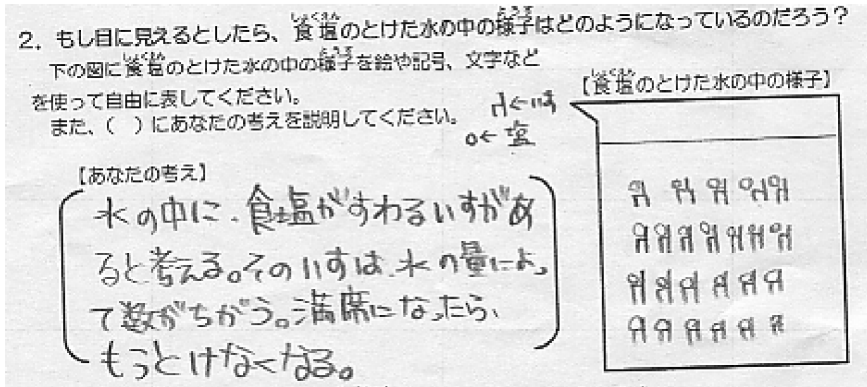 2．もし目に見えるとしたら、食塩のとけた水の中の様子はどのようになっているのだろう？
下の図に食塩のとけた水の中の様子を絵や記号、文字など
を使って自由に表してください。
また、（　）にあなたの考えを説明してください。
【あなたの考え】
水の中に、食塩がすわるいすがあ
ると考える。そのいすは、水の量によっ
て数がちがう。満席になったら、
もうとけなくなる。
【食塩のとけた水の中の様子】
←いす
o←塩